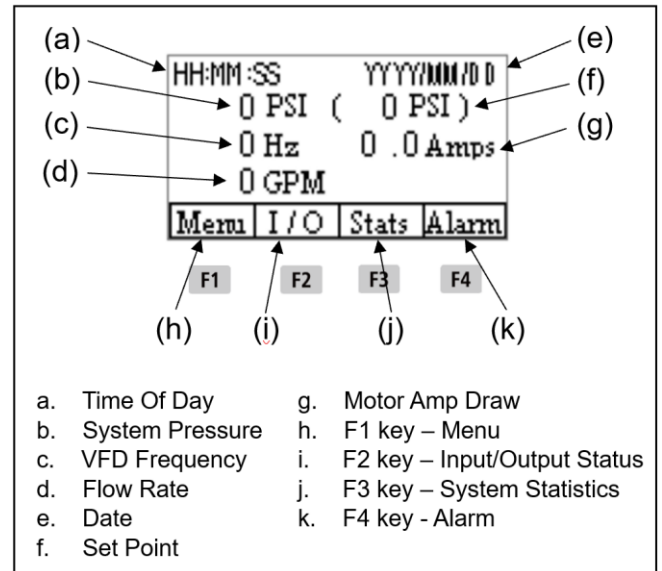 (a) (e)
HH:MM:SS YYYY/MM/DD
(b) 0 PSI ( 0 PSI ) (f)
(c) 0 Hz 0.0 Amps (g)
(d) 0 GPM
Menu I/O Stats Alarm
F1 F2 F3 F4
(h) (i) (j) (k)
a. Time Of Day
b. System Pressure
c. VFD Frequency
d. Flow Rate
e. Date
f. Set Point
g. Motor Amp Draw
h. F1 key – Menu
i. F2 key – Input/Output Status
j. F3 key – System Statistics
k. F4 key - Alarm